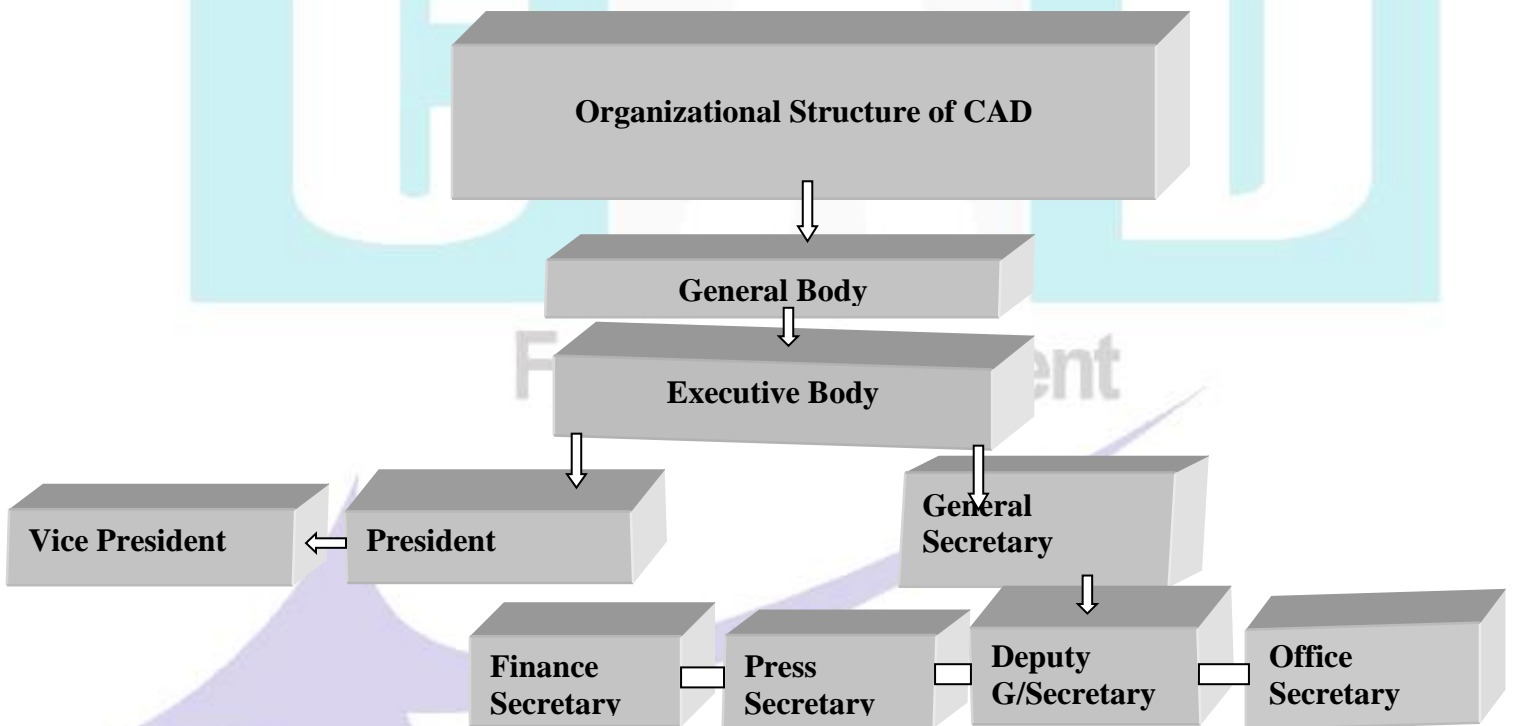 Organizational Structure of CAD
General Body
Executive Body
Vice President
President
General
Secretary
Finance
Secretary
Press
Secretary
Deputy
G/Secretary
Office
Secretary